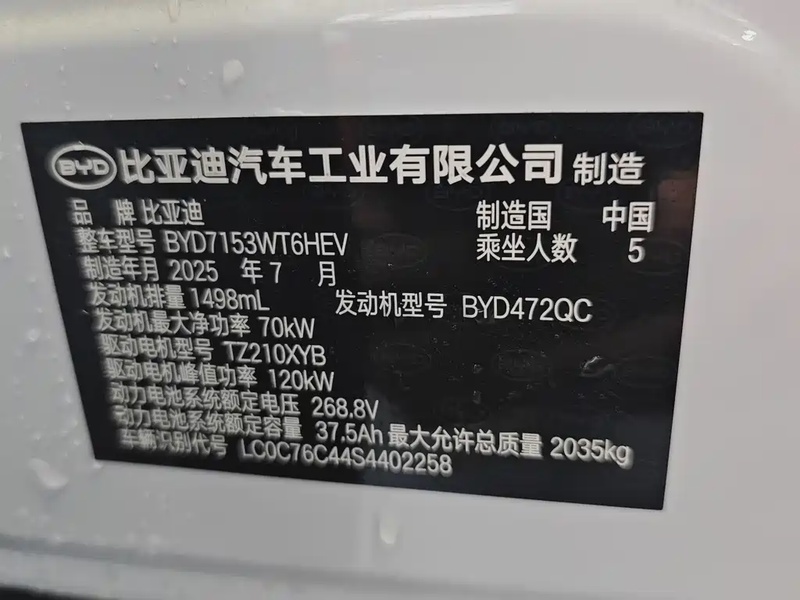 BYD 比亚迪汽车工业有限公司 制造
品 牌 比亚迪 制造国 中国
整车型号 BYD7153WT6HEV 乘坐人数 5
制造年月 2025 年 7 月
发动机排量 1498mL 发动机型号 BYD472QC
发动机最大净功率 70kW
驱动电机型号 TZ210XYB
驱动电机峰值功率 120kW
动力电池系统额定电压 268.8V
动力电池系统额定容量 37.5Ah 最大允许总质量 2035kg
车辆识别代号 LC0C76C44S4402258